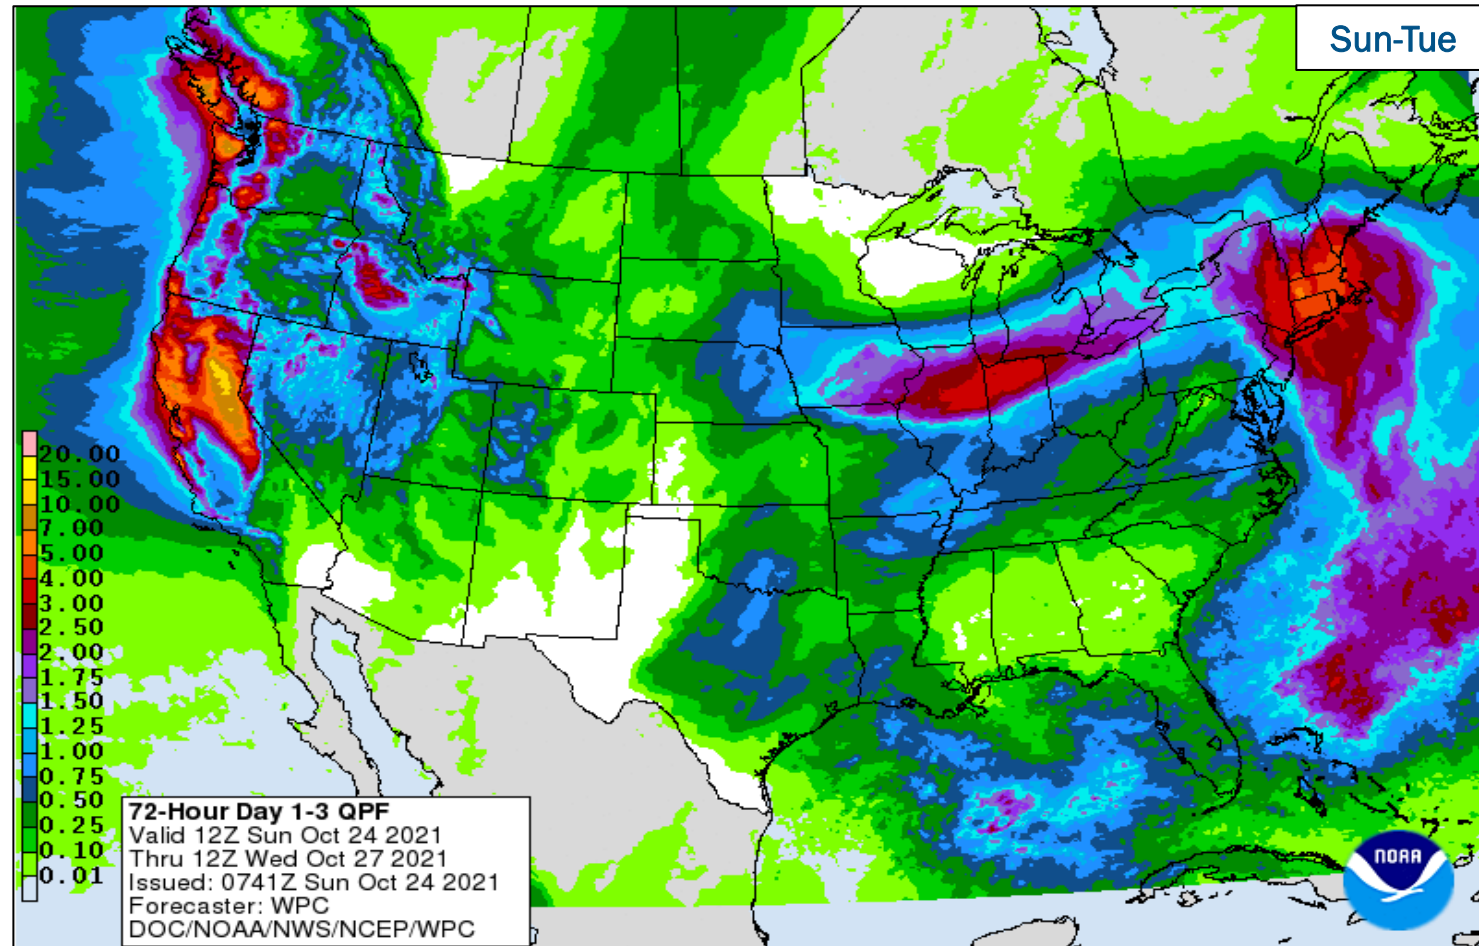 Sun-Tue
20.00
15.00
10.00
7.00
5.00
4.00
3.00
2.50
2.00
1.75
1.50
1.25
1.00
0.75
0.50
0.25
0.10
0.01
72-Hour Day 1-3 QPF
Valid 12Z Sun Oct 24 2021
Thru 12Z Wed Oct 27 2021
Issued: 0741Z Sun Oct 24 2021
Forecaster: WPC
DOC/NOAA/NWS/NCEP/WPC
NOAA